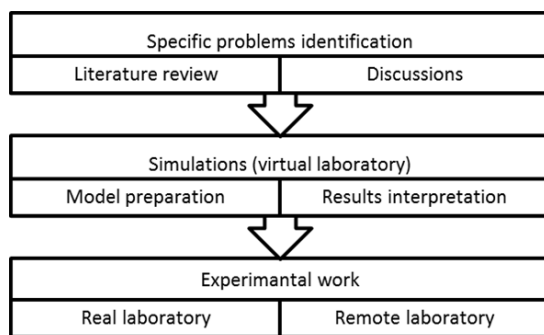 Specific problems identification
Literature review
Discussions
Simulations (virtual laboratory)
Model preparation
Results interpretation
Experimantal work
Real laboratory
Remote laboratory